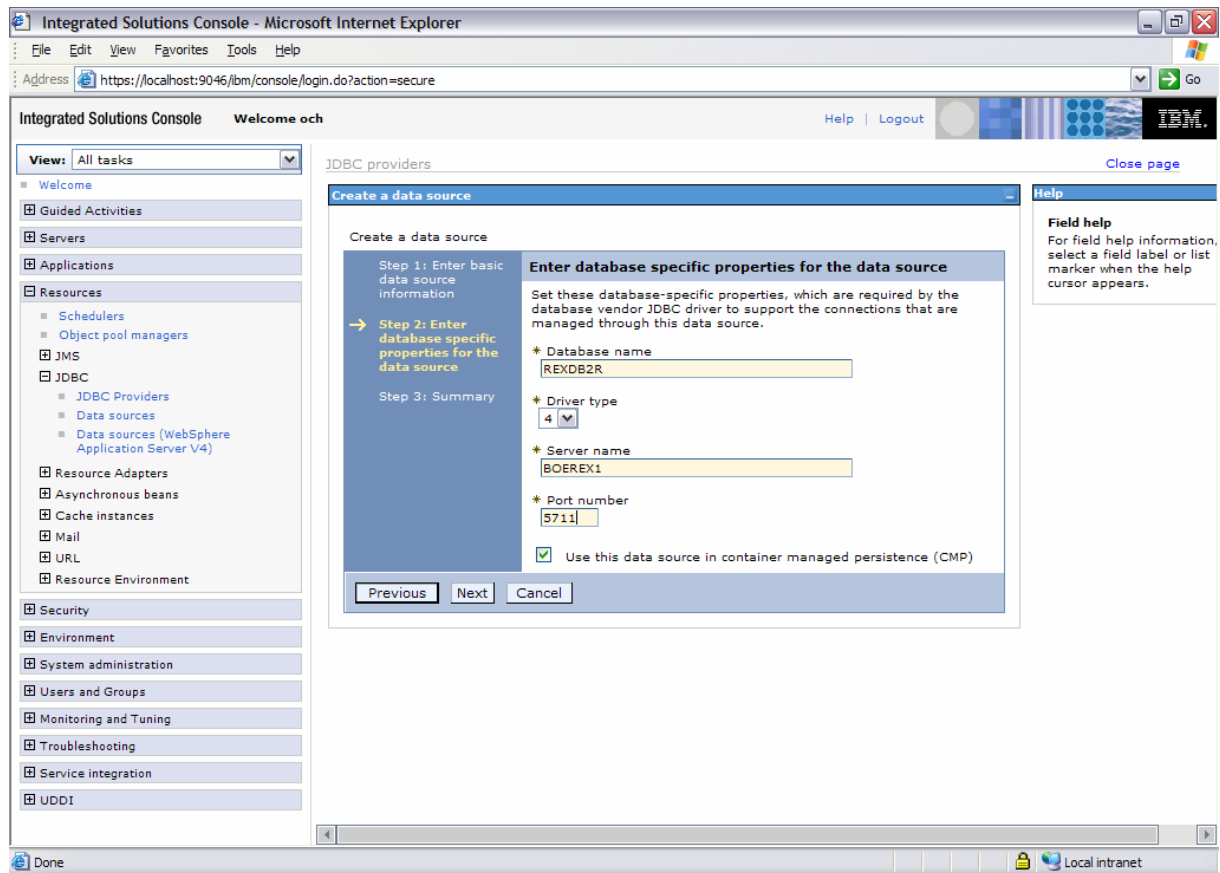 Integrated Solutions Console - Microsoft Internet Explorer
File Edit View Favorites Tools Help
Address https://localhost:9046/ibm/console/login.do?action=secure Go
Integrated Solutions Console Welcome och Help | Logout IBM.
View: All tasks
Welcome
Guided Activities
Servers
Applications
Resources
Schedulers
Object pool managers
JMS
JDBC
JDBC Providers
Data sources
Data sources (WebSphere
Application Server V4)
Resource Adapters
Asynchronous beans
Cache instances
Mail
URL
Resource Environment
Security
Environment
System administration
Users and Groups
Monitoring and Tuning
Troubleshooting
Service integration
UDDI
JDBC providers Close page
Create a data source
Create a data source
Step 1: Enter basic
data source
information
Step 2: Enter
database specific
properties for the
data source
Step 3: Summary
Enter database specific properties for the data source
Set these database-specific properties, which are required by the
database vendor JDBC driver to support the connections that are
managed through this data source.
* Database name
REXDB2R
* Driver type
4
* Server name
BOEREX1
* Port number
5711
Use this data source in container managed persistence (CMP)
Previous Next Cancel
Help
Field help
For field help information,
select a field label or list
marker when the help
cursor appears.
Done Local intranet